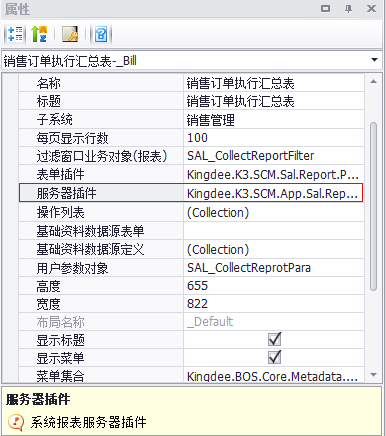 属性
销售订单执行汇总表-_Bill
名称 销售订单执行汇总表
标题 销售订单执行汇总表
子系统 销售管理
每页显示行数 100
过滤窗口业务对象(报表) SAL_CollectReportFilter
表单插件 Kingdee.K3.SCM.Sal.Report.P...
服务器插件 Kingdee.K3.SCM.App.Sal.Rep...
操作列表 (Collection)
基础资料数据源表单
基础资料数据源定义 (Collection)
用户参数对象 SAL_CollectReprotPara
高度 655
宽度 822
布局名称 _Default
显示标题
显示菜单
菜单集合 Kingdee.BOS.Core.Metadata....
服务器插件
系统报表服务器插件